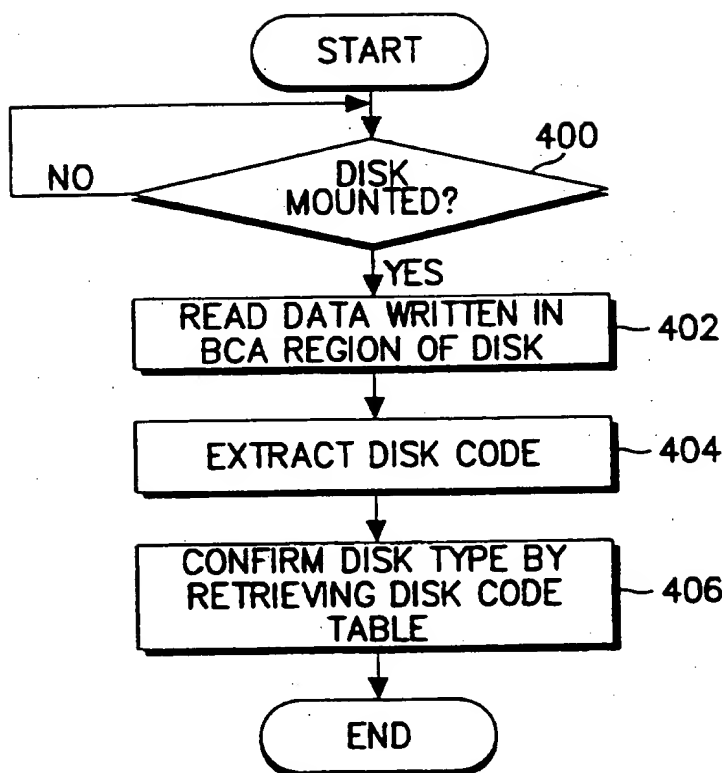 START
400
NO
DISK
MOUNTED?
YES
READ DATA WRITTEN IN
BCA REGION OF DISK
402
EXTRACT DISK CODE
404
CONFIRM DISK TYPE BY
RETRIEVING DISK CODE
TABLE
406
END